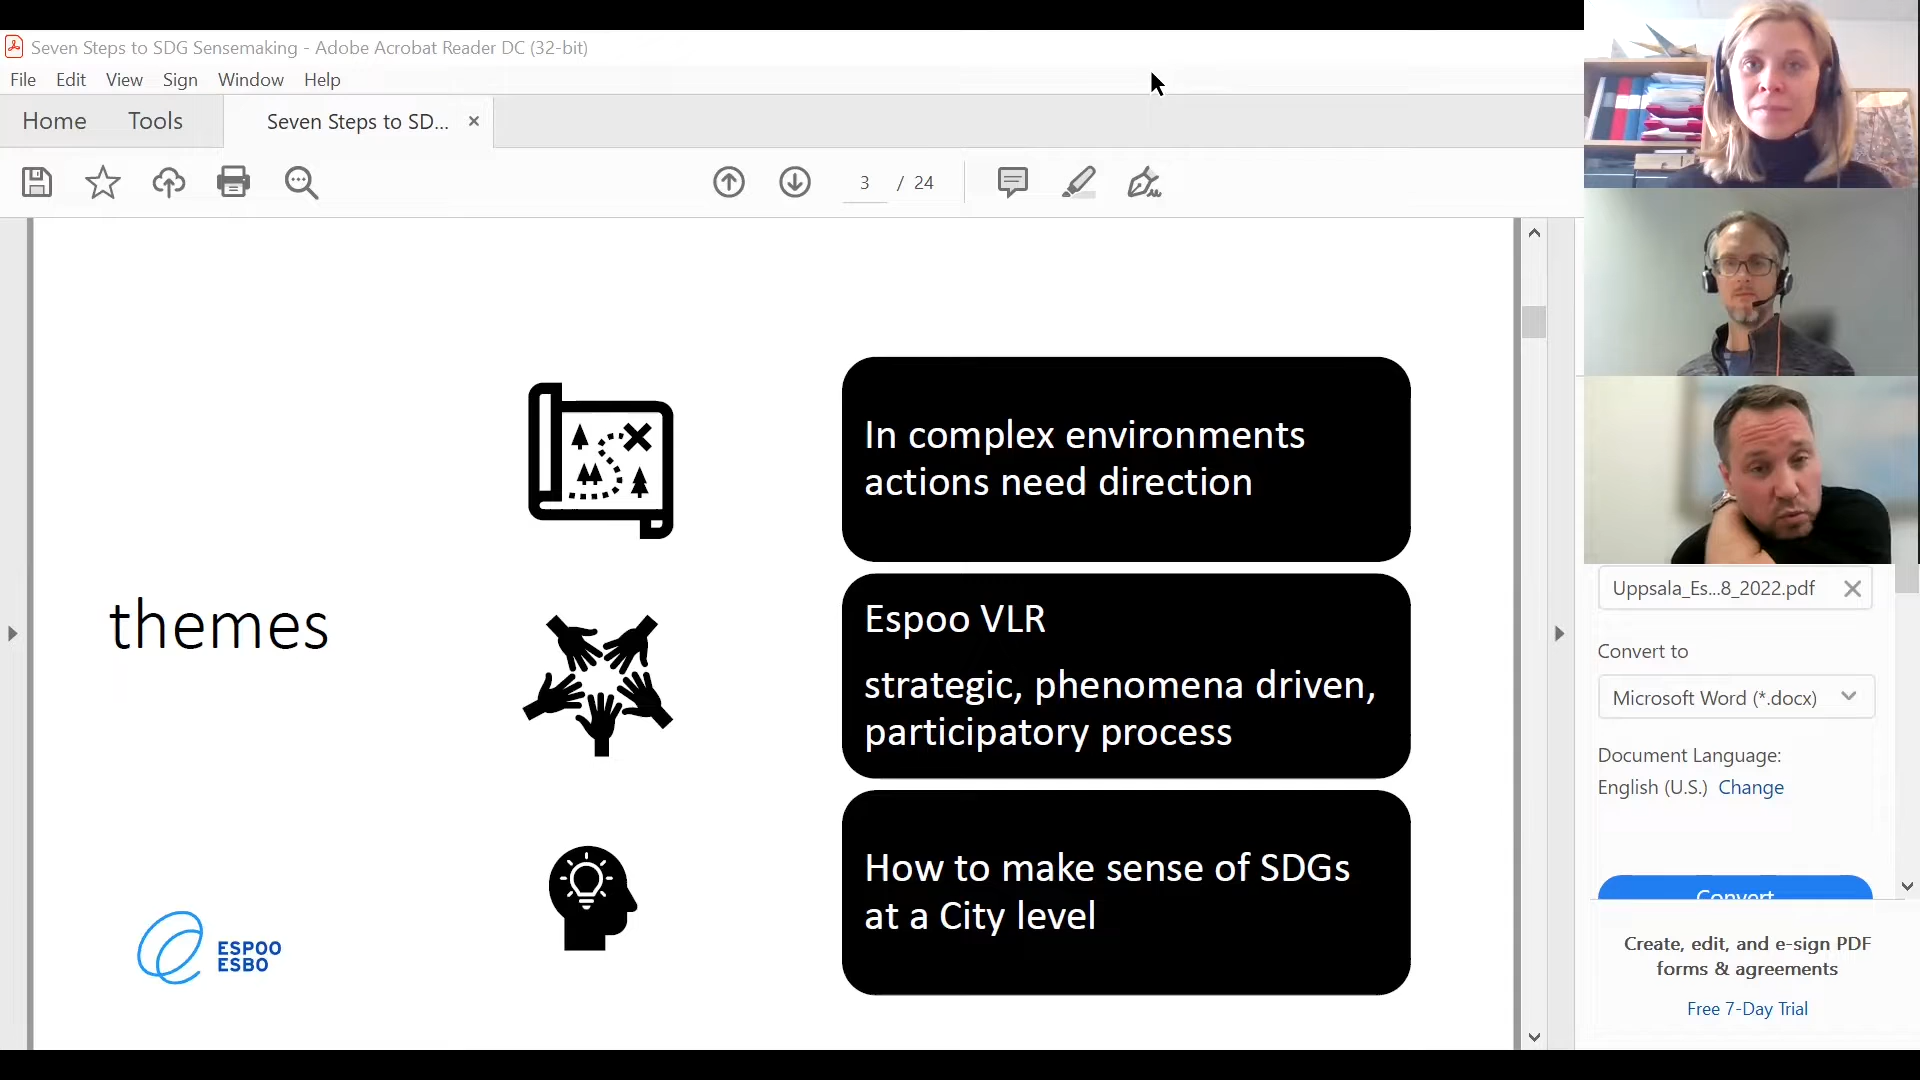 Seven Steps to SDG Sensemaking - Adobe Acrobat Reader DC (32-bit)
File Edit View Sign Window Help
Home Tools Seven Steps to SD... ×
3 / 24
themes
In complex environments
actions need direction
Espoo VLR
strategic, phenomena driven,
participatory process
How to make sense of SDGs
at a City level
ESPOO
ESBO
Uppsala_Es...8_2022.pdf
Convert to
Microsoft Word (*.docx)
Document Language:
English (U.S.) Change
Convert
Create, edit, and e-sign PDF
forms & agreements
Free 7-Day Trial